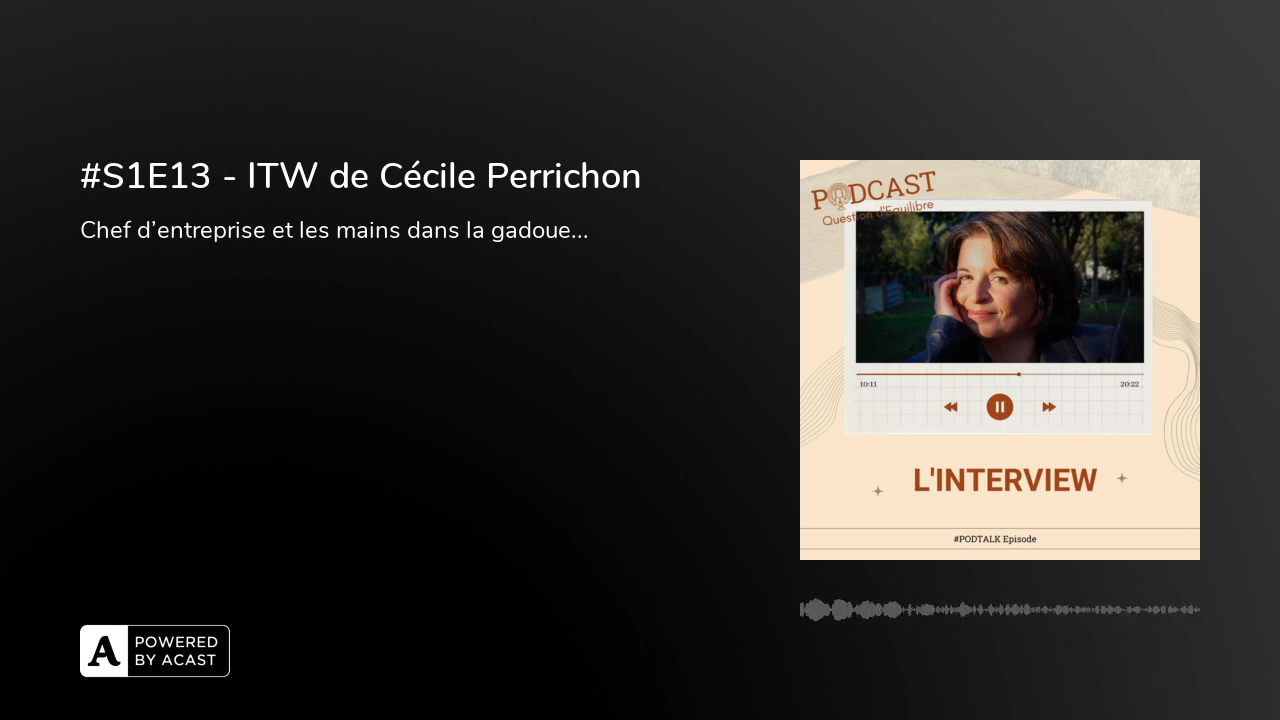 #S1E13 - ITW de Cécile Perrichon
Chef d’entreprise et les mains dans la gadoue...
PODCAST
Question d'Equilibre
10:11
20:22
L'INTERVIEW
#PODTALK Episode
A
POWERED
BY ACAST